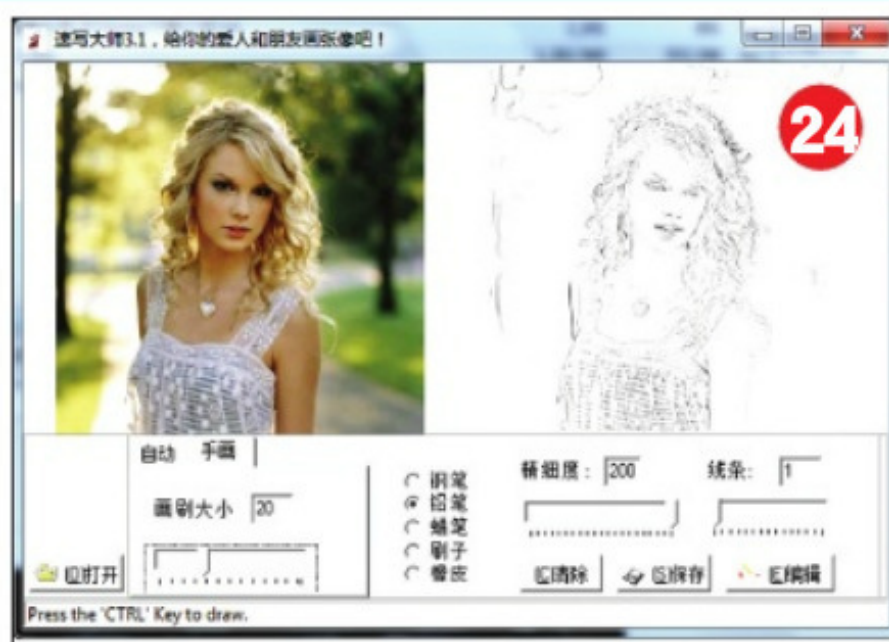 速写大师3.1，给你的爱人和朋友画张像吧！
24
自动 手画
画刷大小 20
钢笔
铅笔
蜡笔
刷子
橡皮
精细度： 200
线条: 1
(O)打开
(C)清除
(S)保存
(E)编辑
Press the 'CTRL' Key to draw.